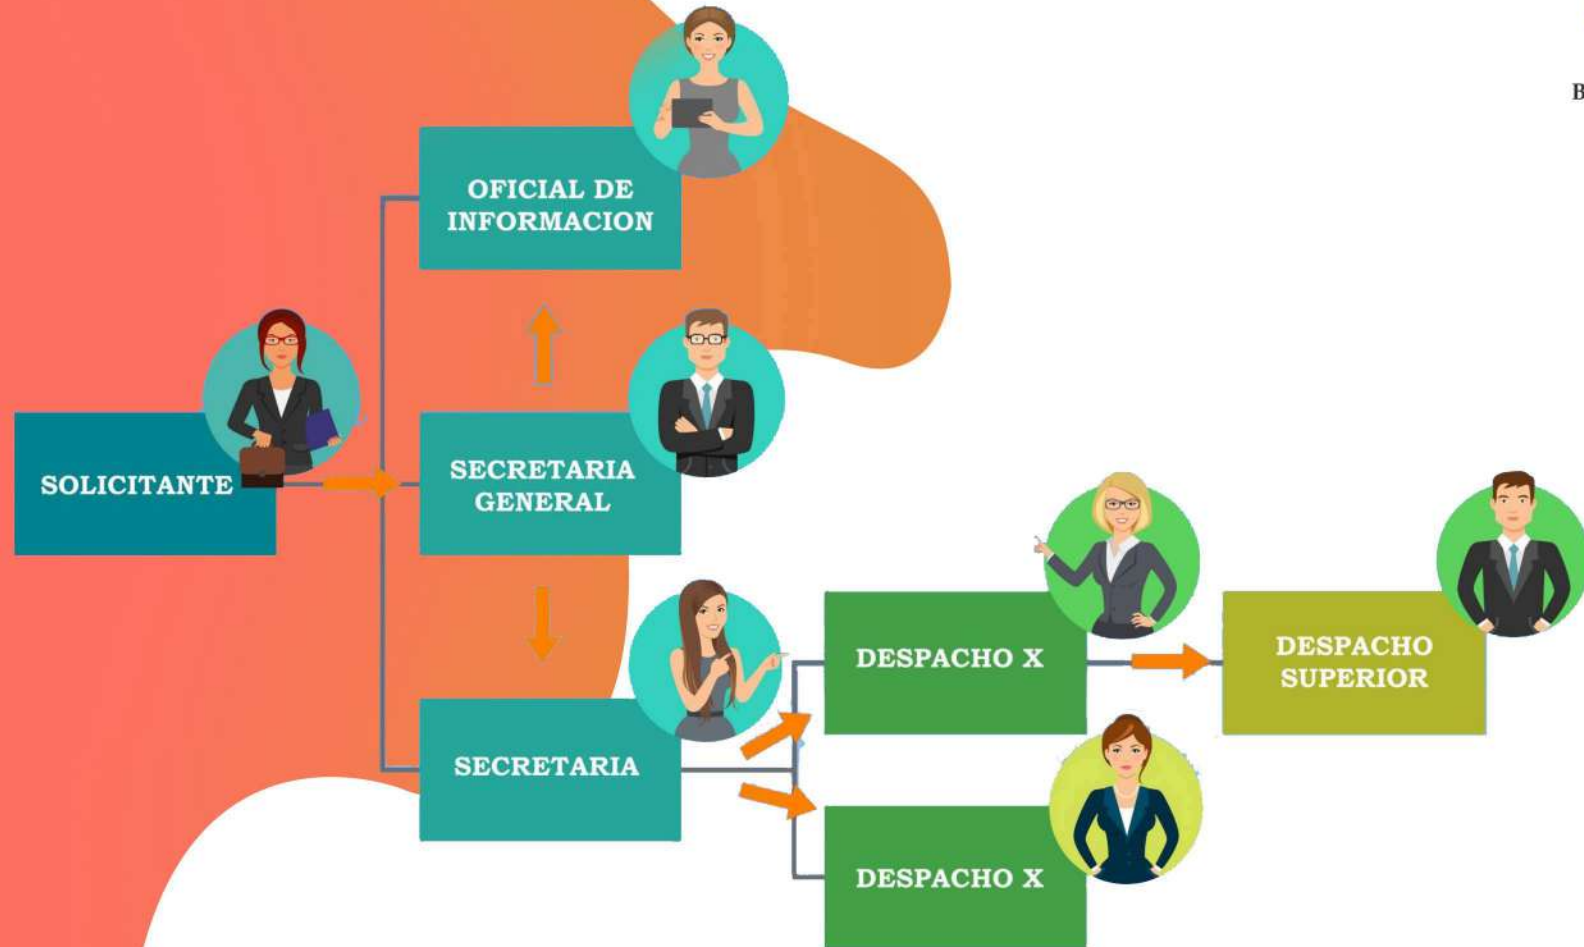 B
OFICIAL DE
INFORMACION
SOLICITANTE
SECRETARIA
GENERAL
SECRETARIA
DESPACHO X
DESPACHO
SUPERIOR
DESPACHO X